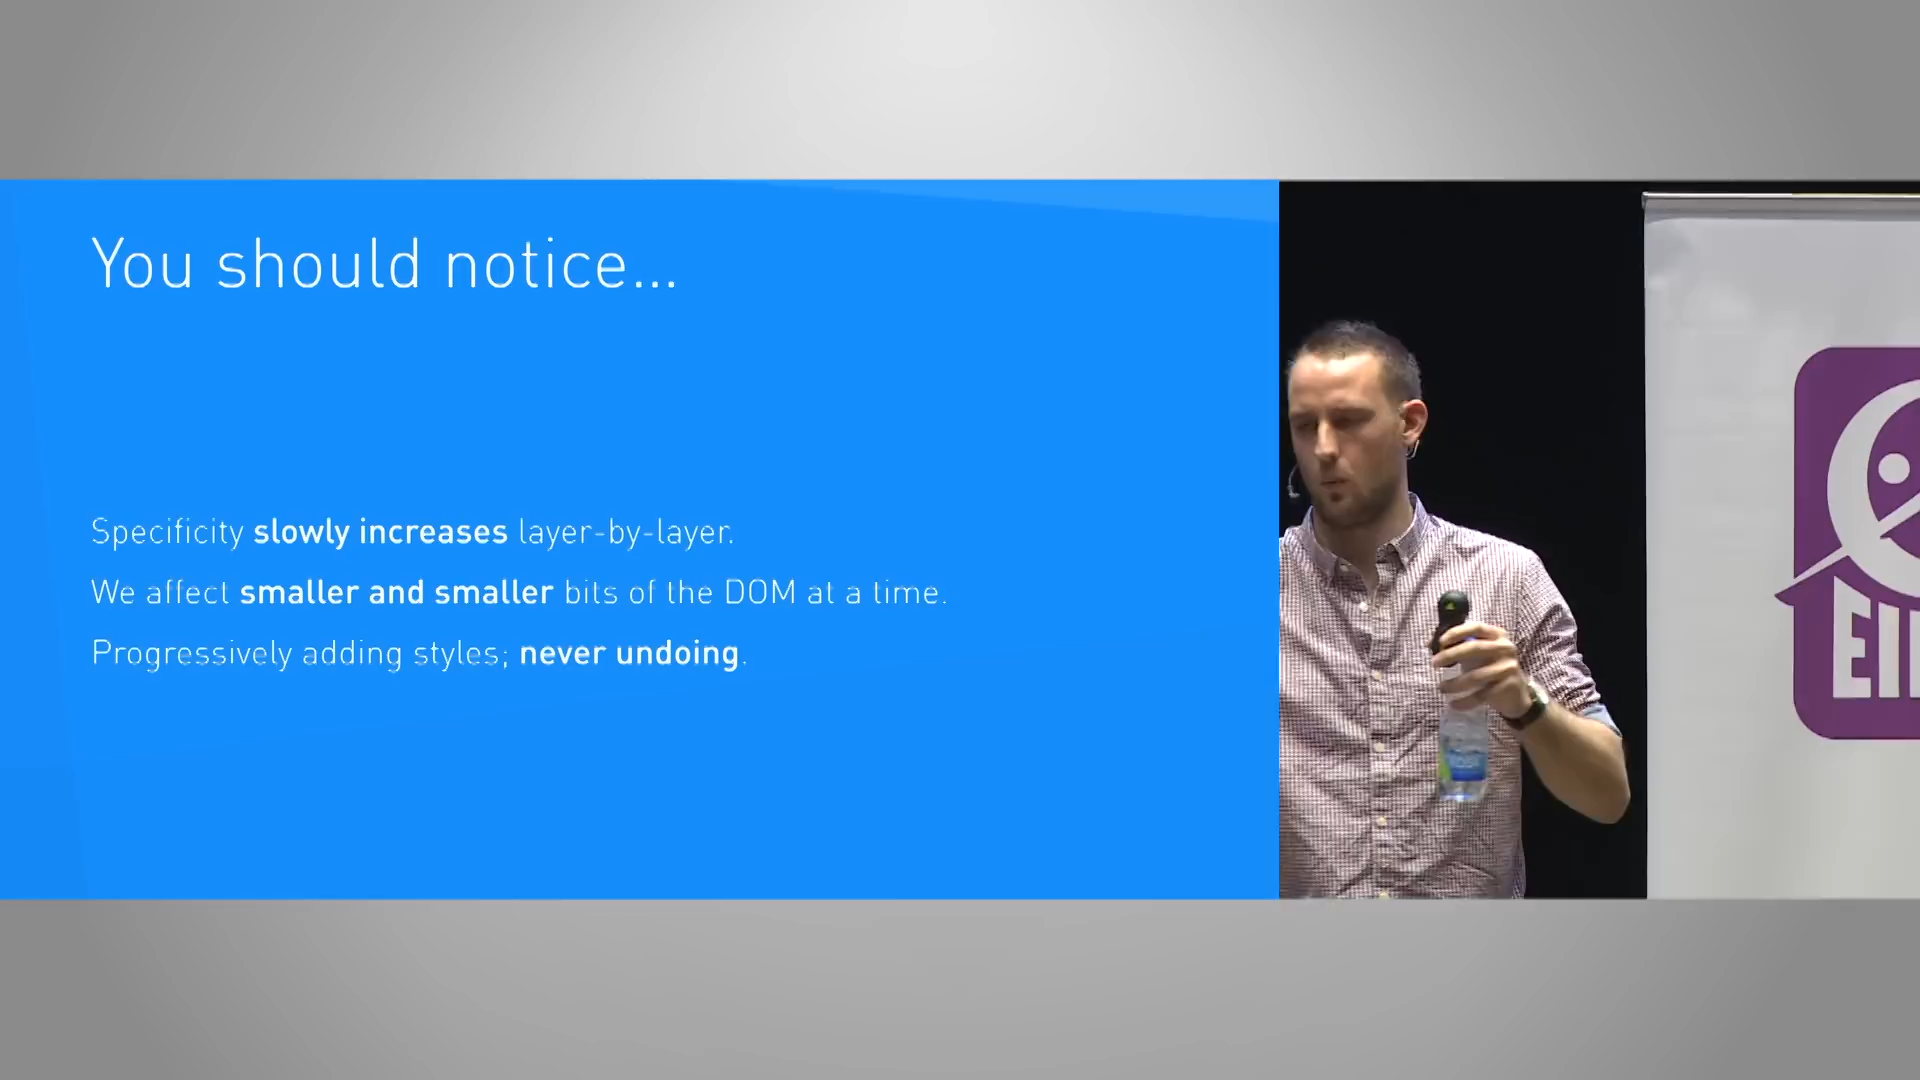 You should notice...
Specificity slowly increases layer-by-layer.
We affect smaller and smaller bits of the DOM at a time.
Progressively adding styles; never undoing.